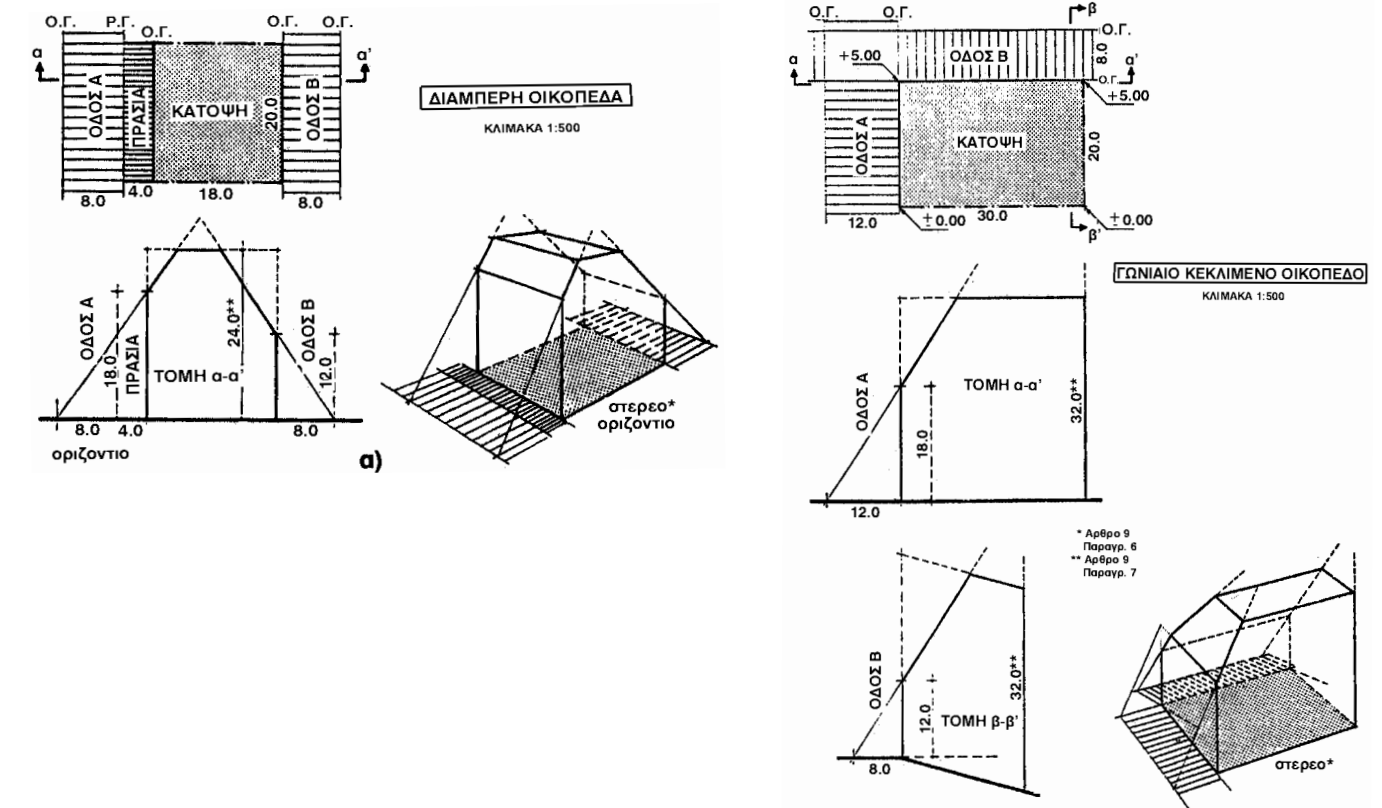 Ο.Γ. Ρ.Γ. Ο.Γ. Ο.Γ.
Ο.Γ.
α α'
ΟΔΟΣ Α
ΠΡΑΣΙΑ
ΚΑΤΟΨΗ
20.0
ΟΔΟΣ Β
4.0 18.0
8.0 8.0
ΔΙΑΜΠΕΡΗ ΟΙΚΟΠΕΔΑ
ΚΛΙΜΑΚΑ 1:500
ΟΔΟΣ Α
18.0
ΠΡΑΣΙΑ
24.0**
ΟΔΟΣ Β
12.0
ΤΟΜΗ α-α'
8.0 4.0 8.0
οριζοντιο
στερεο*
οριζοντιο
α)
Ο.Γ. Ο.Γ.
β
Ο.Γ.
+5.00
ΟΔΟΣ Β
8.0
α α'
Ο.Γ.
+5.00
ΟΔΟΣ Α
ΚΑΤΟΨΗ
20.0
12.0
±0.00
30.0
±0.00
β'
ΓΩΝΙΑΙΟ ΚΕΚΛΙΜΕΝΟ ΟΙΚΟΠΕΔΟ
ΚΛΙΜΑΚΑ 1:500
ΟΔΟΣ Α
ΤΟΜΗ α-α'
18.0
32.0**
12.0
* Αρθρο 9
Παραγρ. 6
** Αρθρο 9
Παραγρ. 7
ΟΔΟΣ Β
12.0
32.0**
ΤΟΜΗ β-β'
8.0
στερεο*